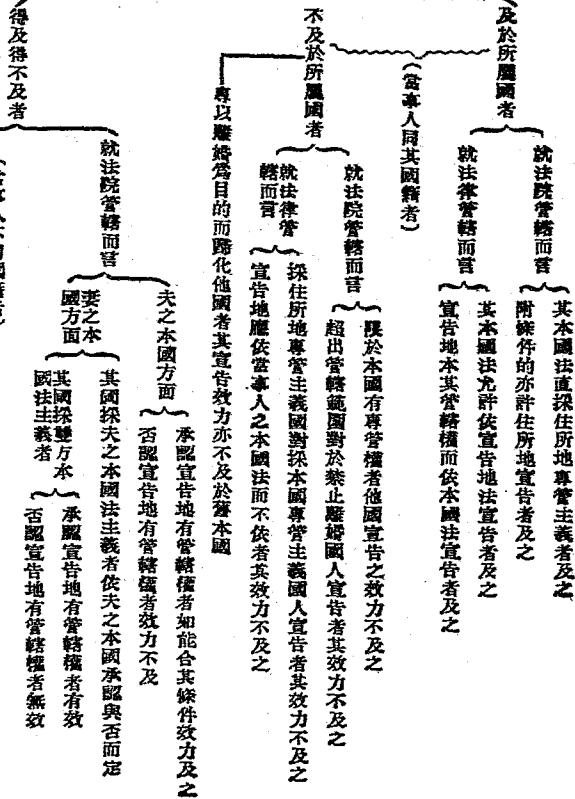 及於所屬國者
就法院管轄而言
其本國法直採住所地專管主義者及之
附條件的亦許住所地宣告者及之
就法律管轄而言
其本國法允許依宣告地法宣告者及之
宣告地本其管轄權而依本國法宣告者及之
（當事人同其國籍者）
不及於所屬國者
就法院管轄而言
限於本國有專管權者他國宣告之效力不及之
超出管轄範圍對於禁止離婚國人宣告者其效力不及之
就法律管
轄而言
採住所地專管主義國對採本國專管主義國人宣告者其效力不及之
宣告地應依當事人之本國法而不依者其效力不及之
專以離婚爲目的而歸化他國者其宣告效力亦不及於舊本國
得及得不及者
就法院管轄而言
夫之本國方面
承認宣告地有管轄權者如能合其條件效力及之
否認宣告地有管轄權者效力不及
妻之本
國方面
其國採夫之本國法主義者依夫之本國承認與否而定
其國採雙方本
國法主義者
承認宣告地有管轄權者有效
否認宣告地有管轄權者無效